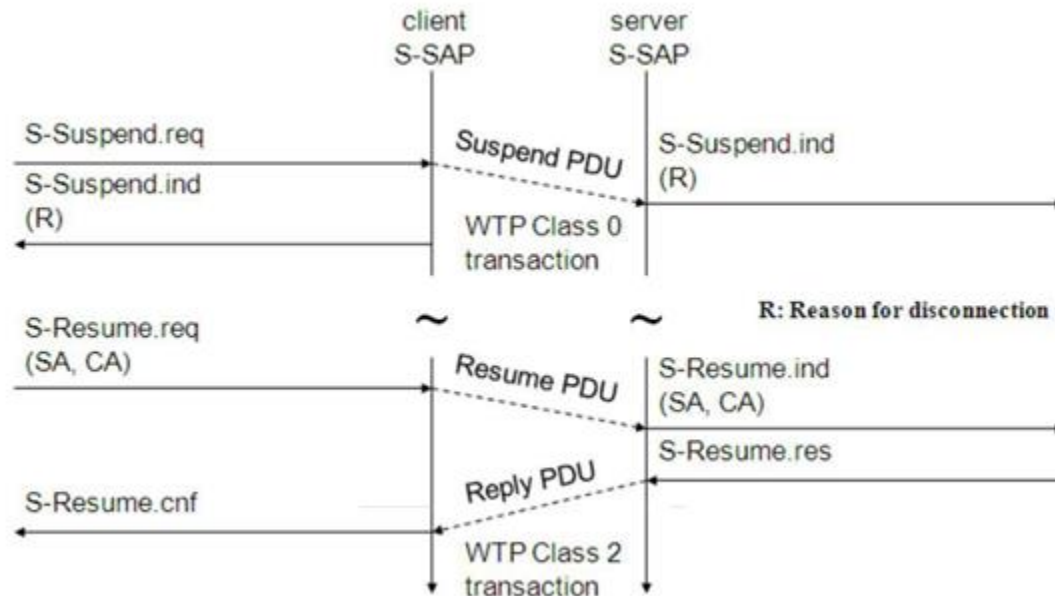 client
S-SAP
server
S-SAP
S-Suspend.req
Suspend PDU
S-Suspend.ind
(R)
S-Suspend.ind
(R)
WTP Class 0
transaction
~
~
R: Reason for disconnection
S-Resume.req
(SA, CA)
Resume PDU
S-Resume.ind
(SA, CA)
S-Resume.res
Reply PDU
S-Resume.cnf
WTP Class 2
transaction